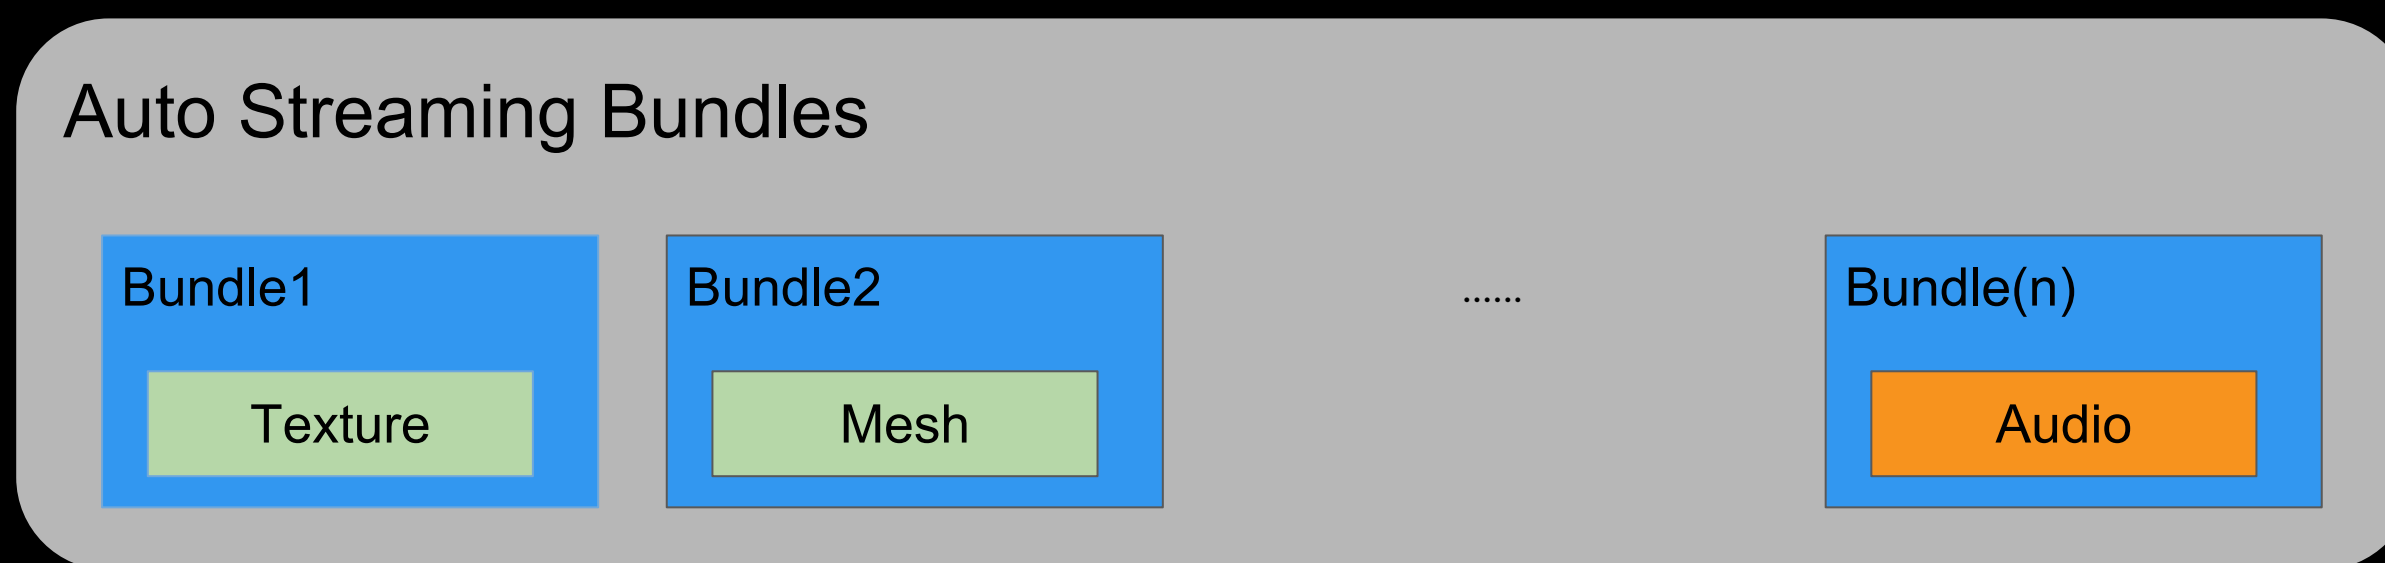 Auto Streaming Bundles
Bundle1
Texture
Bundle2
Mesh
......
Bundle(n)
Audio